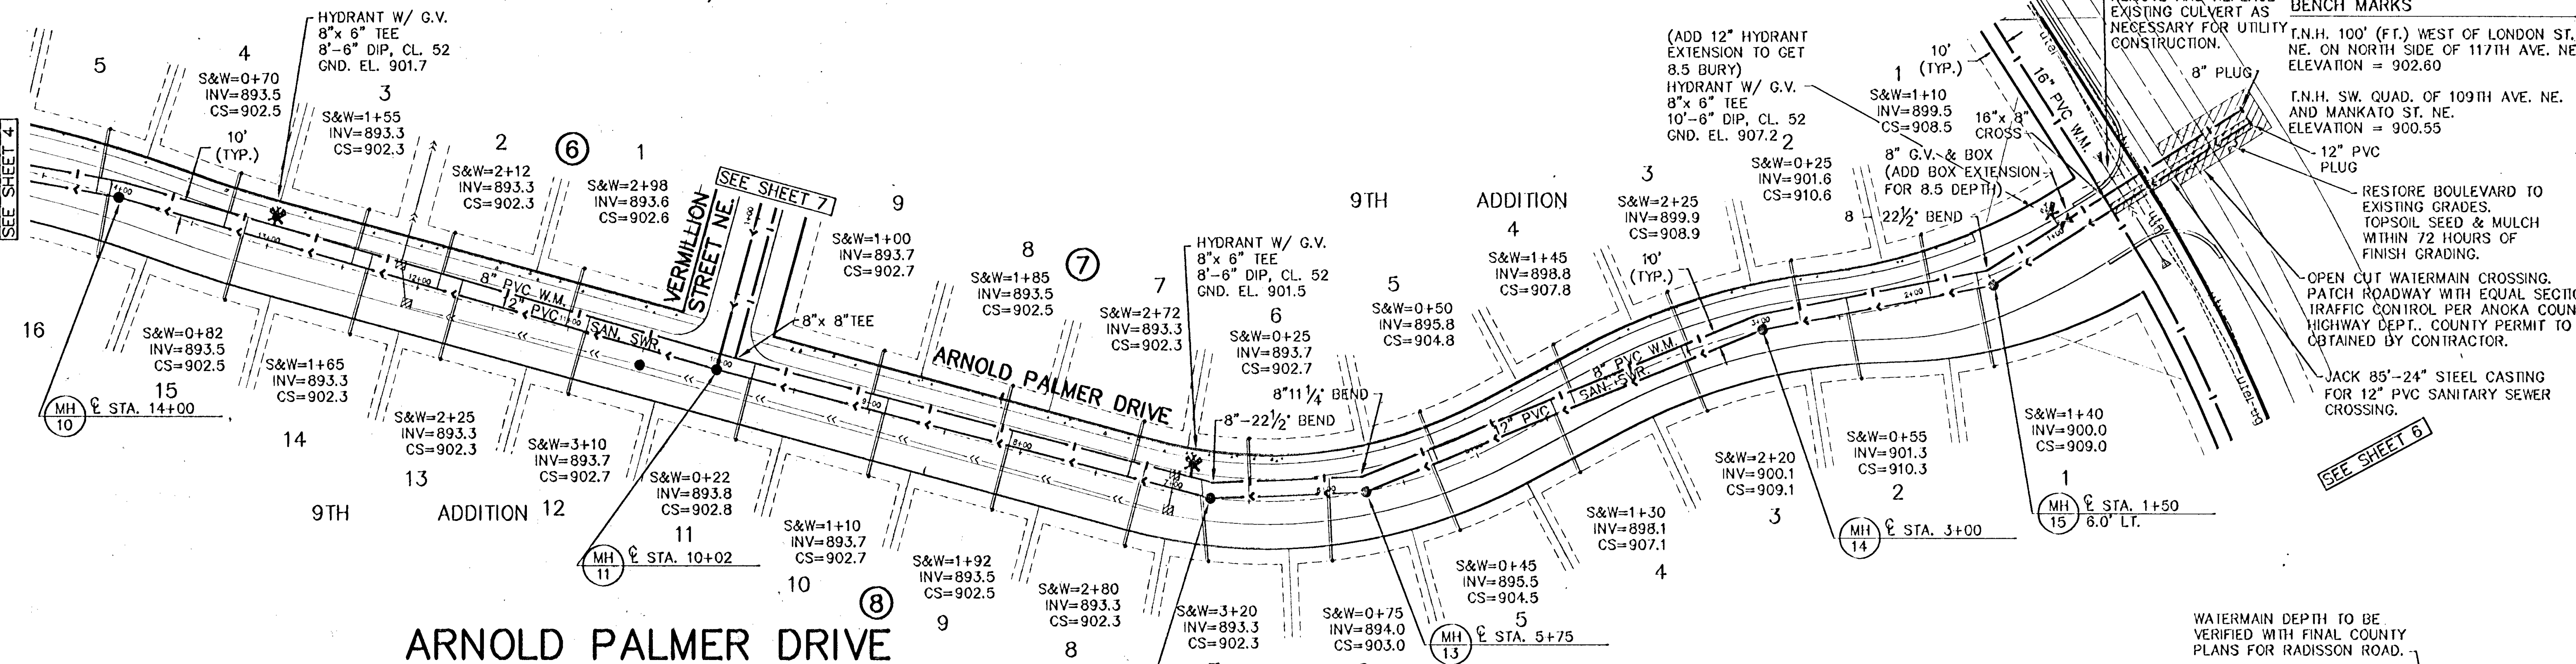 HYDRANT W/ G.V.
8"x 6" TEE
8'-6" DIP, CL. 52
GND. EL. 901.7
5
4
S&W=0+70
INV=893.5
CS=902.5
10'
(TYP.)
3
S&W=1+55
INV=893.3
CS=902.3
2
S&W=2+12
INV=893.3
CS=902.3
6
1
S&W=2+98
INV=893.6
CS=902.6
SEE SHEET 4
VERMILLION
STREET NE.
SEE SHEET 7
1+00
9
S&W=1+00
INV=893.7
CS=902.7
8
S&W=1+85
INV=893.5
CS=902.5
7
7
S&W=2+72
INV=893.3
CS=902.3
HYDRANT W/ G.V.
8"x 6" TEE
8'-6" DIP, CL. 52
GND. EL. 901.5
6
S&W=0+25
INV=893.7
CS=902.7
5
S&W=0+50
INV=895.8
CS=904.8
9TH ADDITION
4
S&W=1+45
INV=898.8
CS=907.8
3
S&W=2+25
INV=899.9
CS=908.9
10'
(TYP.)
(ADD 12" HYDRANT
EXTENSION TO GET
8.5 BURY)
HYDRANT W/ G.V.
8"x 6" TEE
10'-6" DIP, CL. 52
GND. EL. 907.2
2
S&W=0+25
INV=901.6
CS=910.6
1
S&W=1+10
INV=899.5
CS=908.5
10'
(TYP.)
16"x 8"
CROSS
8" G.V. & BOX
(ADD BOX EXTENSION
FOR 8.5 DEPTH)
8 - 22½° BEND
16" PVC W.M.
EXISTING CULVERT AS
NECESSARY FOR UTILITY
CONSTRUCTION.
BENCH MARKS
T.N.H. 100' (FT.) WEST OF LONDON ST.
NE. ON NORTH SIDE OF 117TH AVE. NE
ELEVATION = 902.60
8" PLUG
T.N.H. SW. QUAD. OF 109TH AVE. NE.
AND MANKATO ST. NE.
ELEVATION = 900.55
12" PVC
PLUG
RESTORE BOULEVARD TO
EXISTING GRADES.
TOPSOIL SEED & MULCH
WITHIN 72 HOURS OF
FINISH GRADING.
OPEN CUT WATERMAIN CROSSING.
PATCH ROADWAY WITH EQUAL
TRAFFIC CONTROL PER ANOKA
HIGHWAY DEPT.. COUNTY PERMIT TO
OBTAINED BY CONTRACTOR.
JACK 85'-24" STEEL CASTING
FOR 12" PVC SANITARY SEWER
CROSSING.
SEE SHEET 6
14+00
13+00
12+00
11+00
10+00
9+00
8+00
7+00
3+00
2+00
1+00
8" PVC W.M.
12" PVC
SAN. SWR.
8"x 8"TEE
ARNOLD PALMER DRIVE
8"11¼° BEND
8"-22½° BEND
8" PVC W.M.
12" PVC
SAN. SWR.
16
S&W=0+82
INV=893.5
CS=902.5
15
MH
10
℄ STA. 14+00
S&W=1+65
INV=893.3
CS=902.3
14
S&W=2+25
INV=893.3
CS=902.3
13
S&W=3+10
INV=893.7
CS=902.7
12
9TH ADDITION
S&W=0+22
INV=893.8
CS=902.8
11
MH
11
℄ STA. 10+02
S&W=1+10
INV=893.7
CS=902.7
10
8
S&W=1+92
INV=893.5
CS=902.5
9
S&W=2+80
INV=893.3
CS=902.3
8
S&W=3+20
INV=893.3
CS=902.3
S&W=0+75
INV=894.0
CS=903.0
MH
13
℄ STA. 5+75
S&W=0+45
INV=895.5
CS=904.5
5
S&W=1+30
INV=898.1
CS=907.1
4
S&W=2+20
INV=900.1
CS=909.1
3
MH
14
℄ STA. 3+00
S&W=0+55
INV=901.3
CS=910.3
2
S&W=1+40
INV=900.0
CS=909.0
1
MH
15
℄ STA. 1+50
6.0' LT.
ARNOLD PALMER DRIVE
WATERMAIN DEPTH TO BE
VERIFIED WITH FINAL COUNTY
PLANS FOR RADISSON ROAD.